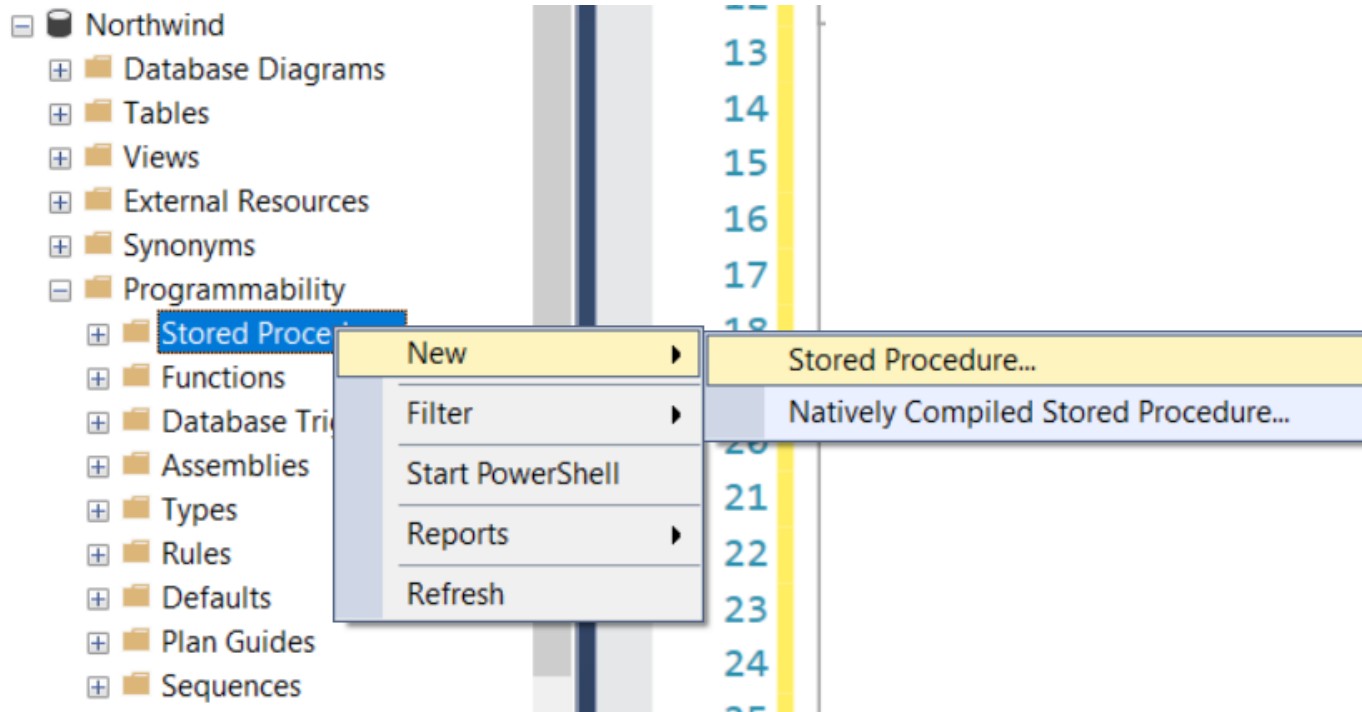 Northwind
Database Diagrams
Tables
Views
External Resources
Synonyms
Programmability
Stored
Functions
Database
Assemblies
Types
Rules
Defaults
Plan Guides
Sequences
New
Filter
Start PowerShell
Reports
Refresh
Stored Procedure...
Natively Compiled Stored Procedure...
13
14
15
16
17
21
22
23
24